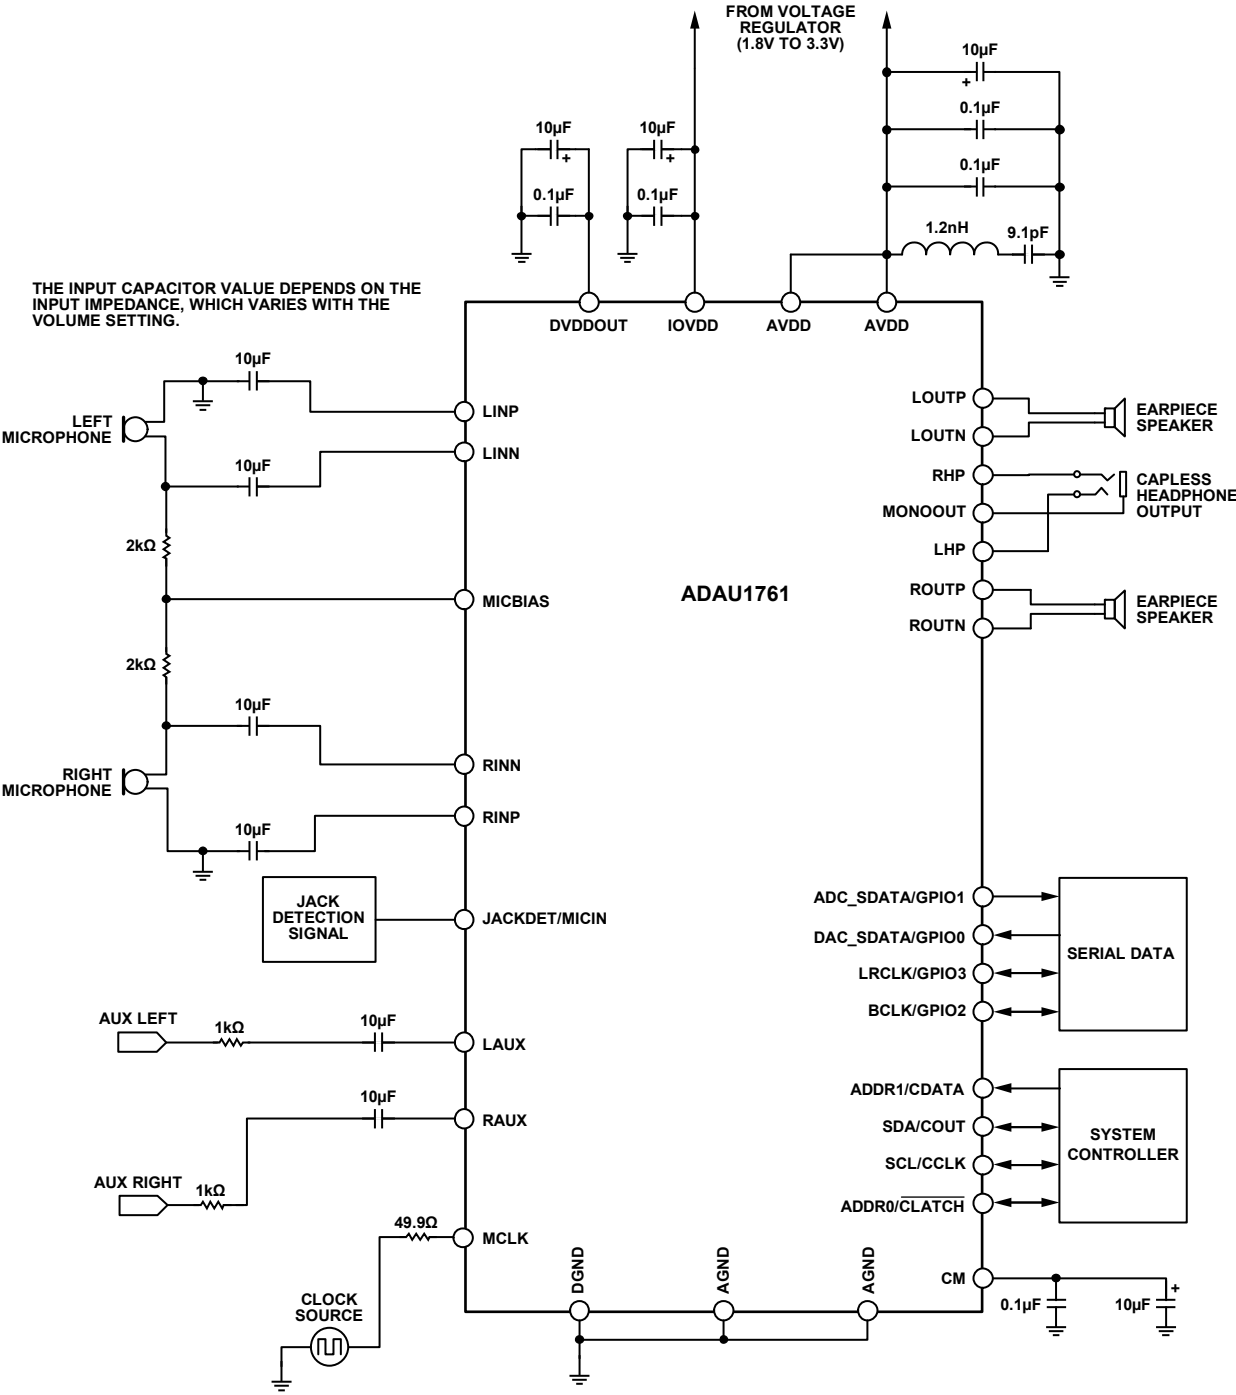 FROM VOLTAGE
REGULATOR
(1.8V TO 3.3V)
10µF
0.1µF
0.1µF
1.2nH
9.1pF
10µF
10µF
0.1µF
0.1µF
THE INPUT CAPACITOR VALUE DEPENDS ON THE
INPUT IMPEDANCE, WHICH VARIES WITH THE
VOLUME SETTING.
DVDDOUT
IOVDD
AVDD
AVDD
10µF
LEFT
MICROPHONE
LINP
10µF
LINN
2kΩ
MICBIAS
2kΩ
10µF
RINN
RIGHT
MICROPHONE
RINP
10µF
JACK
DETECTION
SIGNAL
JACKDET/MICIN
AUX LEFT
1kΩ
10µF
LAUX
10µF
RAUX
AUX RIGHT
1kΩ
49.9Ω
MCLK
CLOCK
SOURCE
ADAU1761
LOUTP
LOUTN
EARPIECE
SPEAKER
RHP
MONOOUT
LHP
CAPLESS
HEADPHONE
OUTPUT
ROUTP
ROUTN
EARPIECE
SPEAKER
ADC_SDATA/GPIO1
DAC_SDATA/GPIO0
LRCLK/GPIO3
BCLK/GPIO2
SERIAL DATA
ADDR1/CDATA
SDA/COUT
SCL/CCLK
ADDR0/CLATCH
SYSTEM
CONTROLLER
DGND
AGND
AGND
CM
0.1µF
10µF